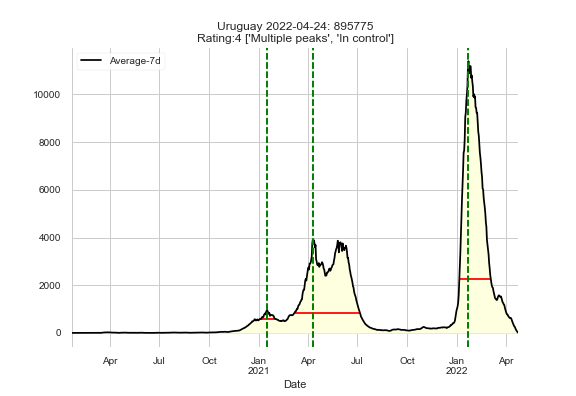 Uruguay 2022-04-24: 895775
Rating:4 ['Multiple peaks', 'In control']
Average-7d
10000
8000
6000
4000
2000
0
Apr Jul Oct Jan Apr Jul Oct Jan Apr
2021 2022
Date